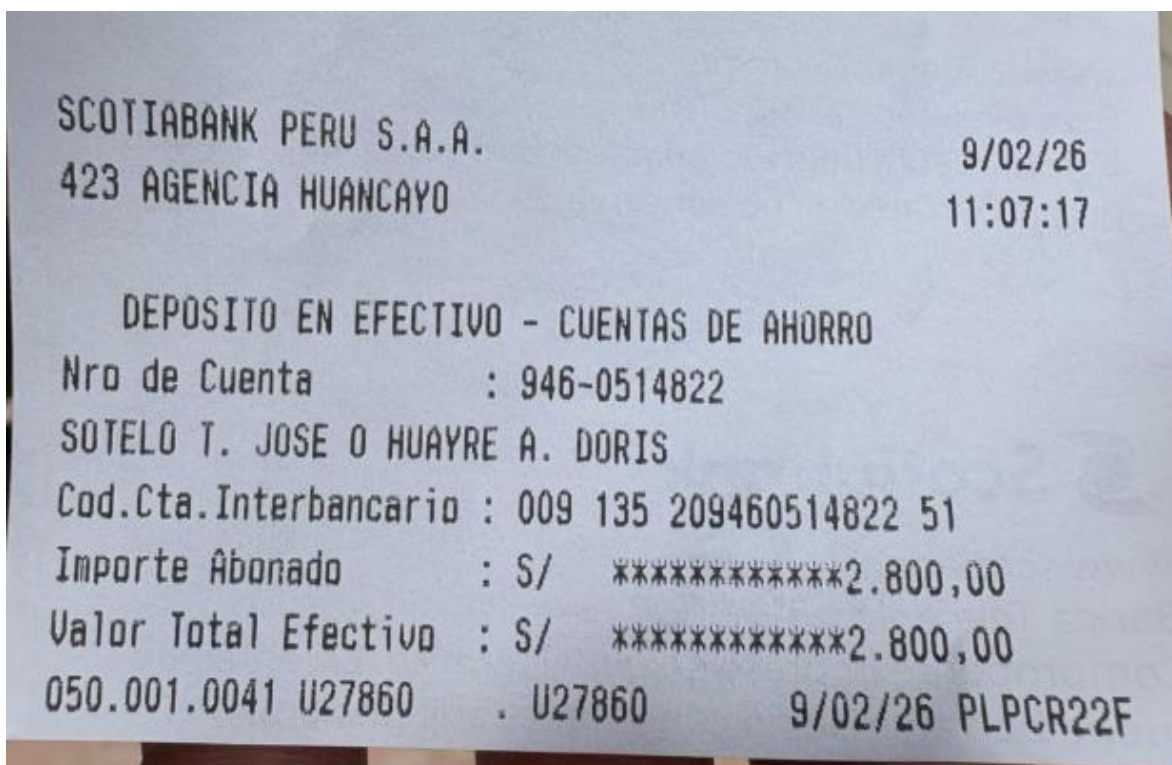 SCOTIABANK PERU S.A.A. 9/02/26
423 AGENCIA HUANCAYO 11:07:17
DEPOSITO EN EFECTIVO - CUENTAS DE AHORRO
Nro de Cuenta : 946-0514822
SOTELO T. JOSE O HUAYRE A. DORIS
Cod.Cta.Interbancario : 009 135 209460514822 51
Importe Abonado : S/ ************2.800,00
Valor Total Efectivo : S/ ************2.800,00
050.001.0041 U27860 . U27860 9/02/26 PLPCR22F